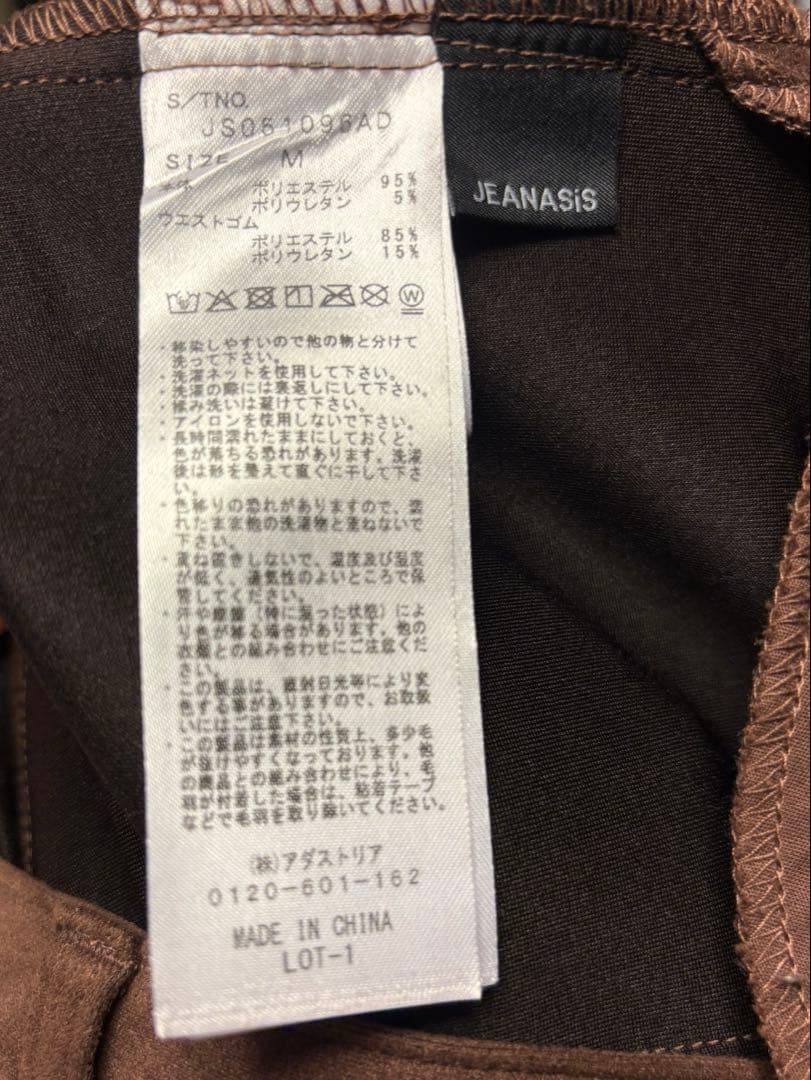 S/TNO.
JS051096AD
SIZE M
本体
ポリエステル 95%
ポリウレタン 5%
ウエストゴム
ポリエステル 85%
ポリウレタン 15%
W
JEANASiS
・移染しやすいので他の物と分けて
洗って下さい。
・洗濯ネットを使用して下さい。
・洗濯の際には裏返しにして下さい。
・揉み洗いは避けて下さい。
・アイロンを使用しないで下さい。
・長時間濡れたままにしておくと、
色が落ちる恐れがあります。洗濯
後は形を整えて直ぐに干して下さ
い。
・色移りの恐れがありますので、濡
れたまま他の洗濯物と重ねないで
下さい。
・重ね置きしないで、温度及び湿度
が低く、通気性のよいところで保
管してください。
・汗や摩擦(特に湿った状態)によ
り色が移る場合があります。他の
衣類との組み合わせにご注意くだ
さい。
・この製品は、直射日光等により変
色する事がありますので、お取扱
いにはご注意下さい。
・この製品は素材の性質上、多少毛
が抜けやすくなっております。他
の商品との組み合わせにより、毛
羽が付着した場合は、粘着テープ
などで毛羽を取り除いてください。
(株)アダストリア
0120-601-162
MADE IN CHINA
LOT-1